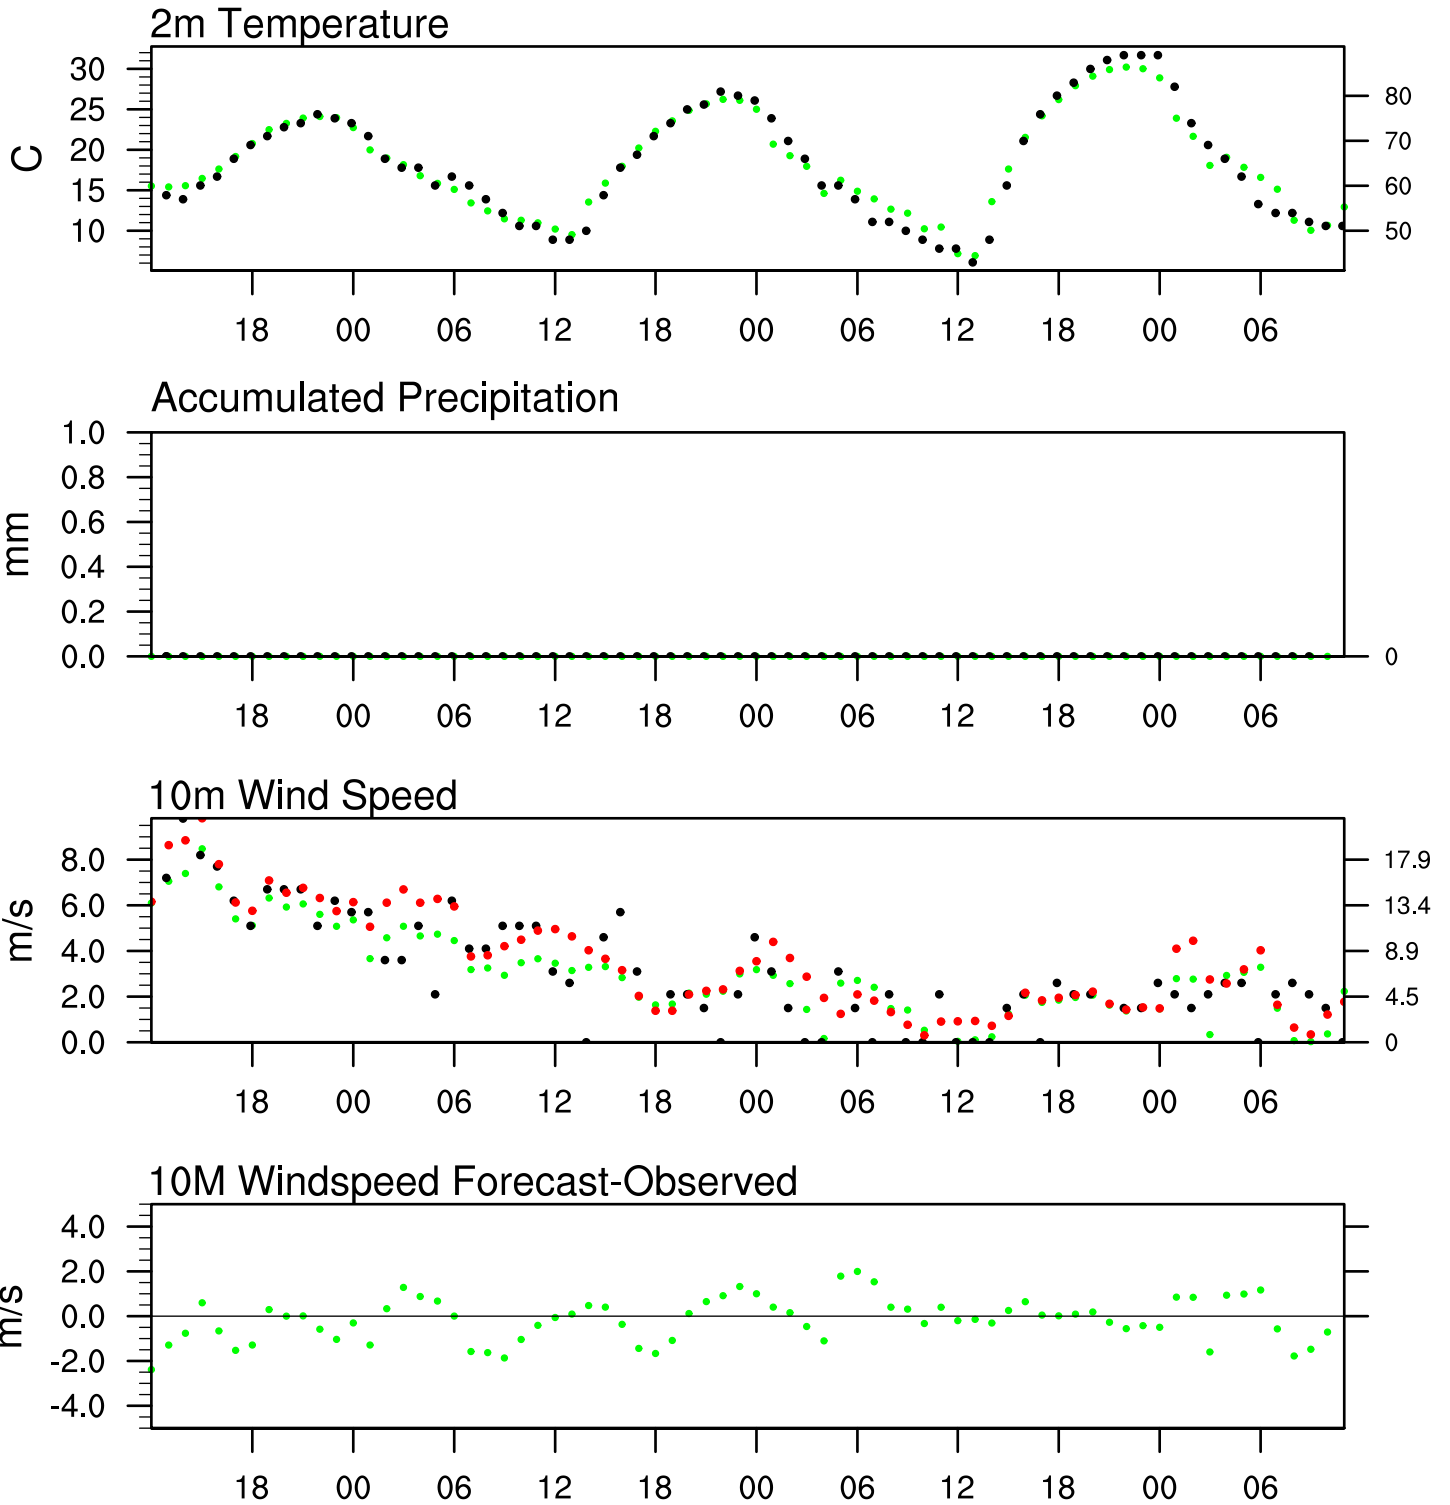 2m Temperature
30
25
20
15
10
C
80
70
60
50
18 00 06 12 18 00 06 12 18 00 06
Accumulated Precipitation
1.0
0.8
0.6
0.4
0.2
0.0
mm
0
18 00 06 12 18 00 06 12 18 00 06
10m Wind Speed
8.0
6.0
4.0
2.0
0.0
m/s
17.9
13.4
8.9
4.5
0
18 00 06 12 18 00 06 12 18 00 06
10M Windspeed Forecast-Observed
4.0
2.0
0.0
-2.0
-4.0
m/s
18 00 06 12 18 00 06 12 18 00 06